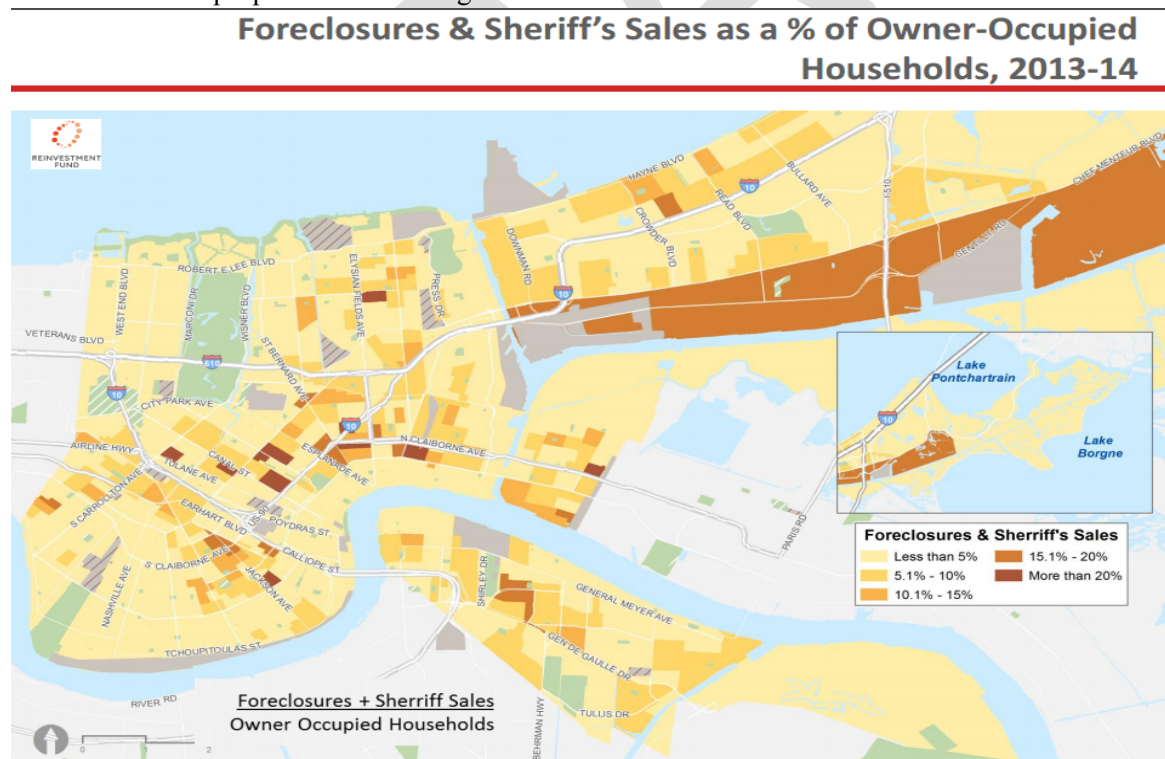 Foreclosures & Sheriff's Sales as a % of Owner-Occupied
Households, 2013-14
REINVESTMENT
FUND
HAYNE BLVD
BULLARD AVE
I-510
CHEF MENTEUR BLVD
10
READ BLVD
CROWDER BLVD
DOWNMAN RD
GENTILLY RD
10
ROBERT E LEE BLVD
WEST END BLVD
MARCONI DR
WISNER BLVD
ELYSIAN FIELDS AVE
PRESS DR
VETERANS BLVD
610
ST BERNARD AVE
10
CITY PARK AVE
10
N CLAIBORNE AVE
AIRLINE HWY
CANAL ST
ESPLANADE AVE
TULANE AVE
S CARROLLTON AVE
US-90
POYDRAS ST
EARHART BLVD
CALLIOPE ST
S CLAIBORNE AVE
JACKSON AVE
NASHVILLE AVE
TCHOUPITOULAS ST
RIVER RD
PARIS RD
SHIRLEY DR
GENERAL MEYER AVE
GEN DE GAULLE DR
TULLIS DR
BEHRMAN HWY
Lake
Pontchartrain
10
Lake
Borgne
Foreclosures & Sherriff's Sales
Less than 5%
15.1% - 20%
5.1% - 10%
More than 20%
10.1% - 15%
Foreclosures + Sherriff Sales
Owner Occupied Households
0
1
2